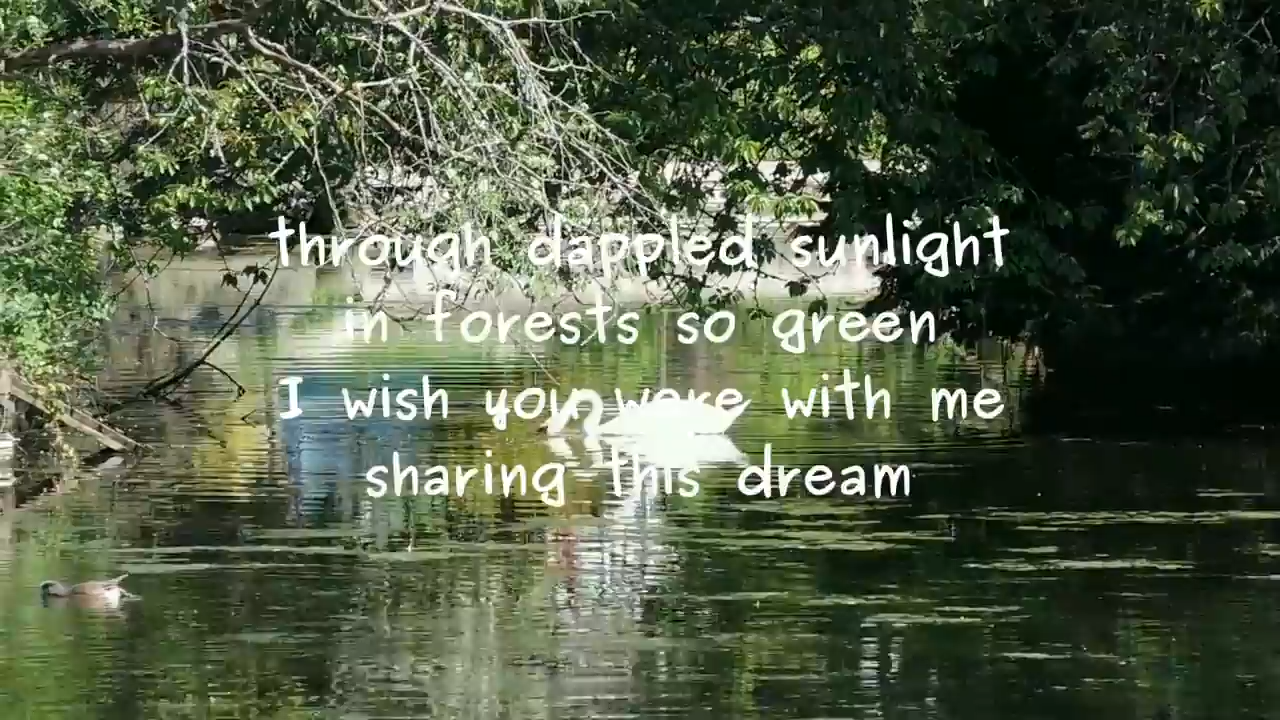 through dappled sunlight
in forests so green
I wish you were with me
sharing this dream